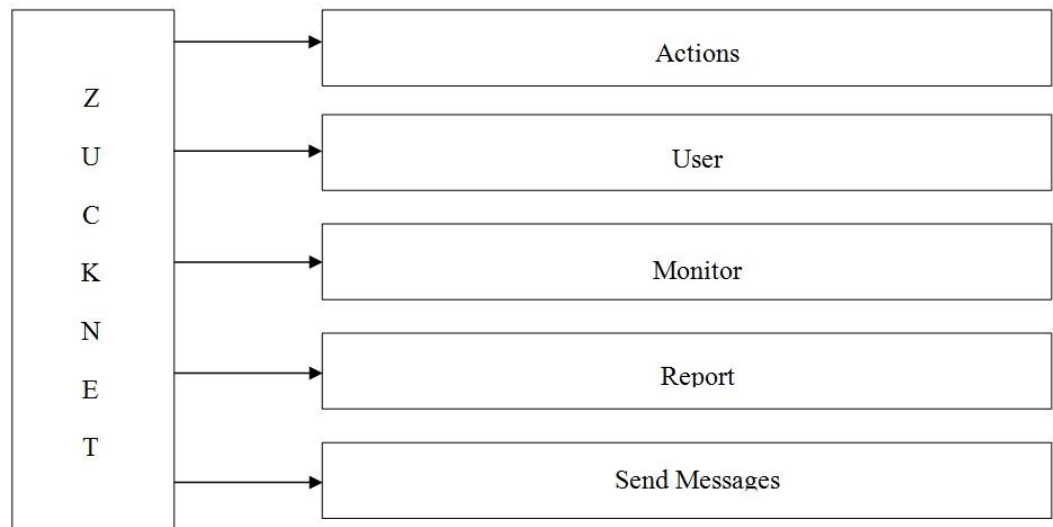 Z
U
C
K
N
E
T
Actions
User
Monitor
Report
Send Messages